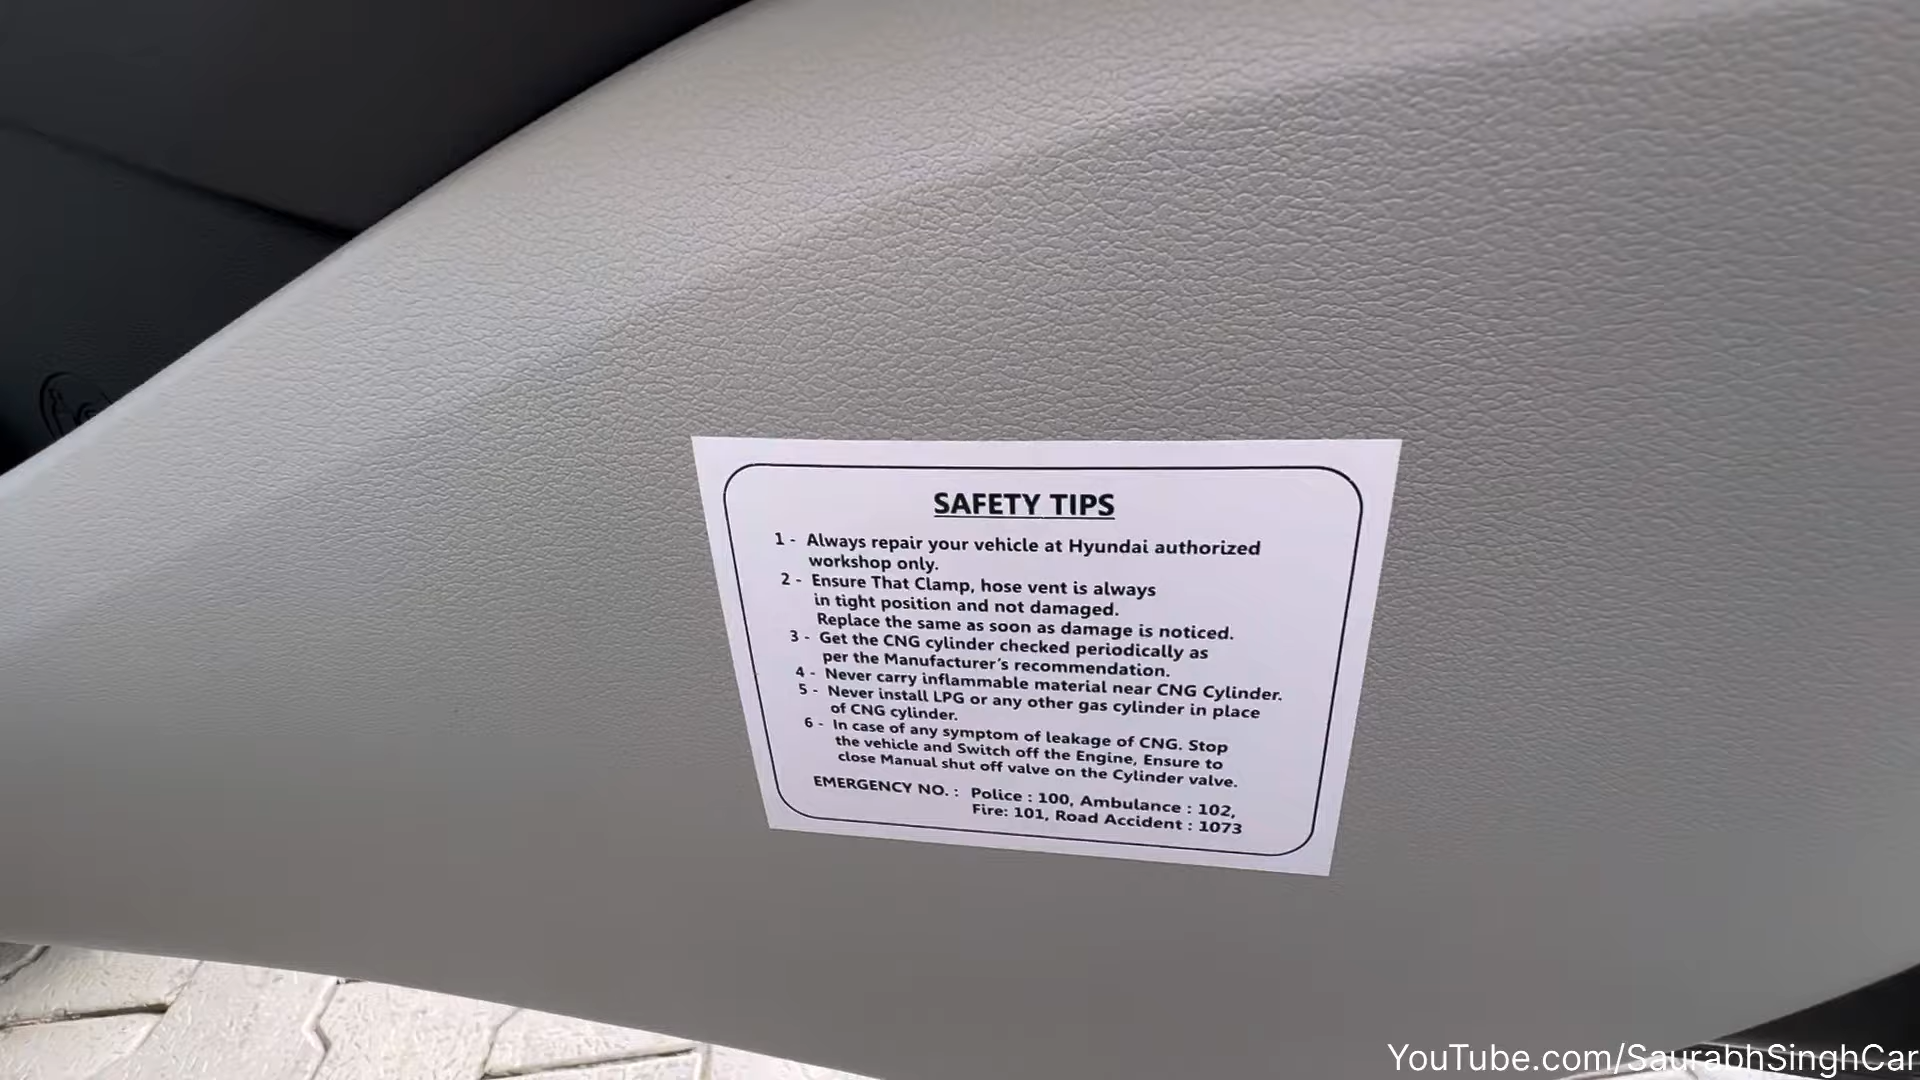 SAFETY TIPS
1 - Always repair your vehicle at Hyundai authorized
workshop only.
2 - Ensure That Clamp, hose vent is always
in tight position and not damaged.
Replace the same as soon as damage is noticed.
3 - Get the CNG cylinder checked periodically as
per the Manufacturer's recommendation.
4 - Never carry inflammable material near CNG Cylinder.
5 - Never install LPG or any other gas cylinder in place
of CNG cylinder.
6 - In case of any symptom of leakage of CNG. Stop
the vehicle and Switch off the Engine, Ensure to
close Manual shut off valve on the Cylinder valve.
EMERGENCY NO. : Police : 100, Ambulance : 102,
Fire: 101, Road Accident : 1073
YouTube.com/SaurabhSinghCar